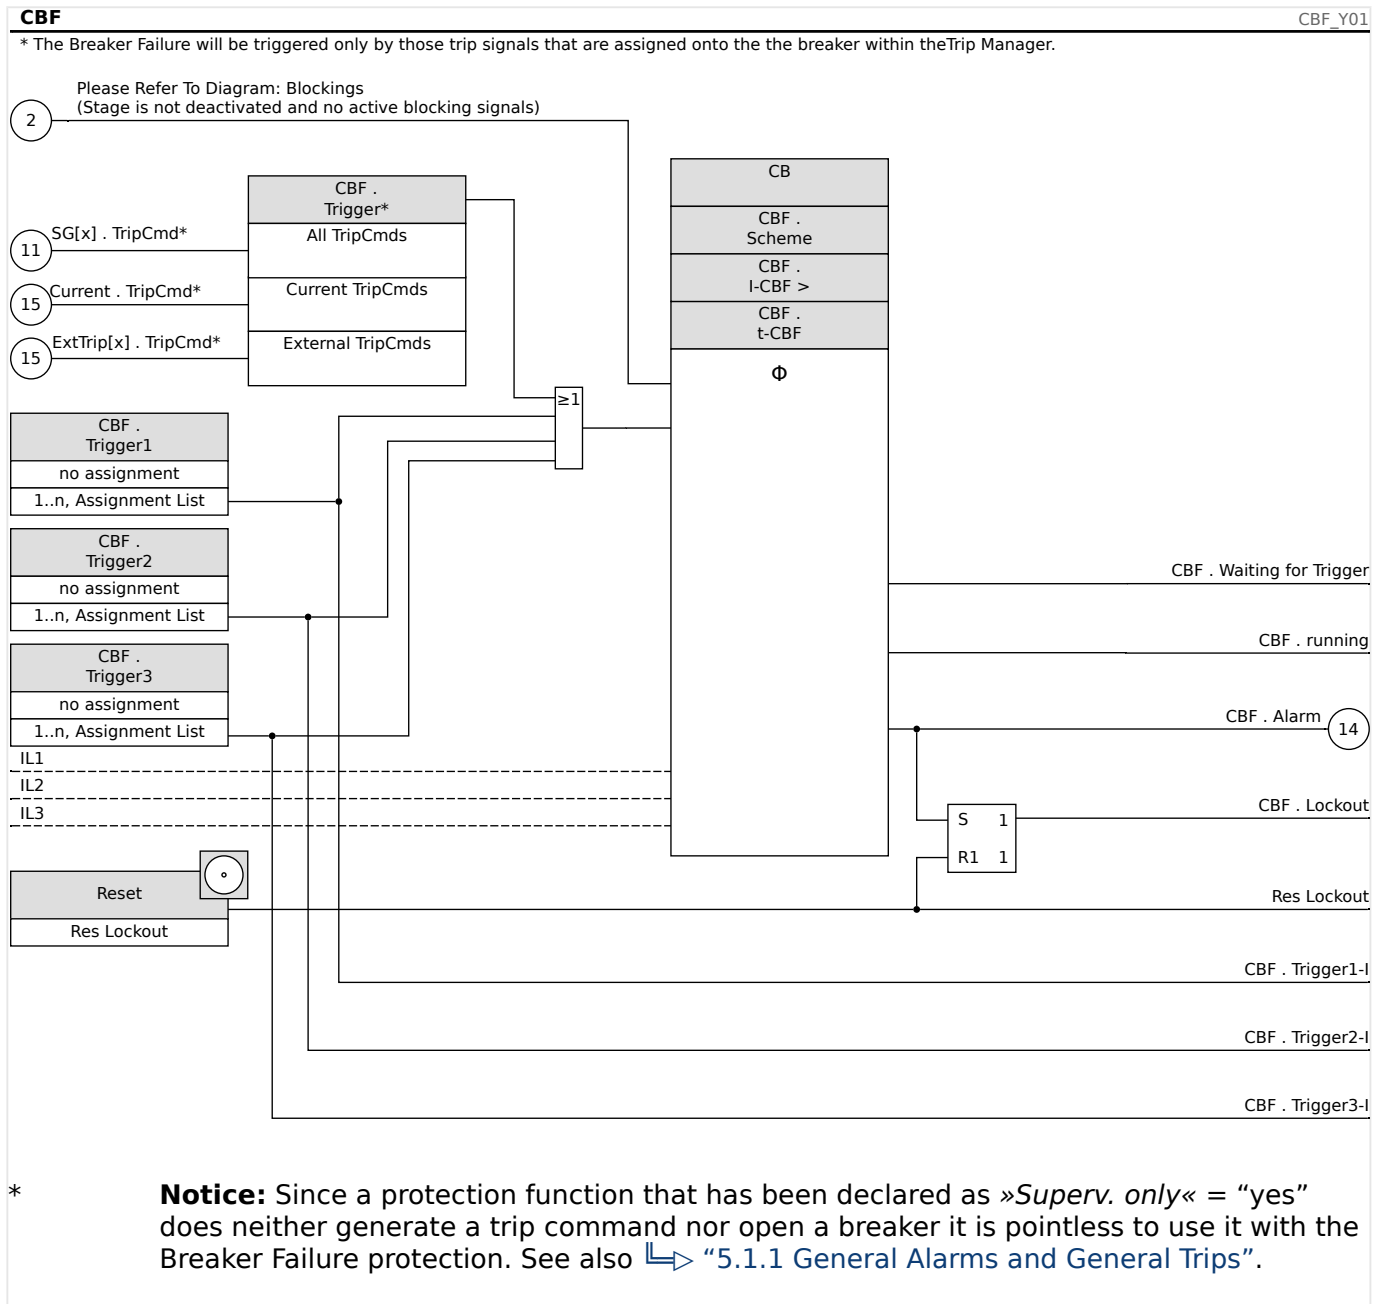 CBF
CBF_Y01
* The Breaker Failure will be triggered only by those trip signals that are assigned onto the the breaker within theTrip Manager.
Please Refer To Diagram: Blockings
(Stage is not deactivated and no active blocking signals)
2
CB
CBF .
Scheme
CBF .
I-CBF >
CBF .
t-CBF
Φ
CBF .
Trigger*
All TripCmds
Current TripCmds
External TripCmds
11
SG[x] . TripCmd*
15
Current . TripCmd*
15
ExtTrip[x] . TripCmd*
≥1
CBF .
Trigger1
no assignment
1..n, Assignment List
CBF .
Trigger2
no assignment
1..n, Assignment List
CBF .
Trigger3
no assignment
1..n, Assignment List
IL1
IL2
IL3
CBF . Waiting for Trigger
CBF . running
CBF . Alarm
14
S 1
R1 1
CBF . Lockout
Reset
Res Lockout
Res Lockout
CBF . Trigger1-I
CBF . Trigger2-I
CBF . Trigger3-I
* Notice: Since a protection function that has been declared as »Superv. only« = “yes”
does neither generate a trip command nor open a breaker it is pointless to use it with the
Breaker Failure protection. See also “5.1.1 General Alarms and General Trips”.